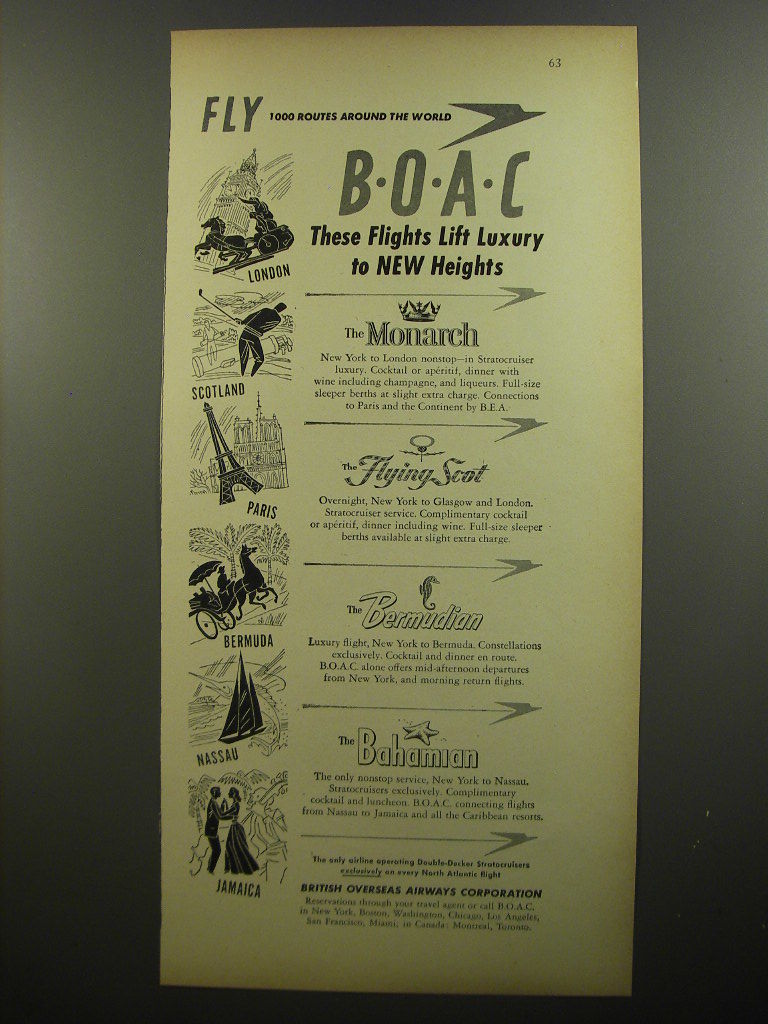 63
FLY 1000 ROUTES AROUND THE WORLD
B·O·A·C
These Flights Lift Luxury
to NEW Heights
LONDON
The Monarch
New York to London nonstop—in Stratocruiser
luxury. Cocktail or apéritif, dinner with
wine including champagne, and liqueurs. Full-size
sleeper berths at slight extra charge. Connections
to Paris and the Continent by B.E.A.
SCOTLAND
The Flying Scot
Overnight, New York to Glasgow and London.
Stratocruiser service. Complimentary cocktail
or apéritif, dinner including wine. Full-size sleeper
berths available at slight extra charge.
PARIS
The Bermudian
Luxury flight, New York to Bermuda. Constellations
exclusively. Cocktail and dinner en route.
B.O.A.C. alone offers mid-afternoon departures
from New York, and morning return flights.
BERMUDA
The Bahamian
The only nonstop service, New York to Nassau.
Stratocruisers exclusively. Complimentary
cocktail and luncheon. B.O.A.C. connecting flights
from Nassau to Jamaica and all the Caribbean resorts.
NASSAU
The only airline operating Double-Decker Stratocruisers
exclusively on every North Atlantic flight
JAMAICA
BRITISH OVERSEAS AIRWAYS CORPORATION
Reservations through your travel agent or call B.O.A.C.
in New York, Boston, Washington, Chicago, Los Angeles,
San Francisco, Miami; in Canada: Montreal, Toronto.